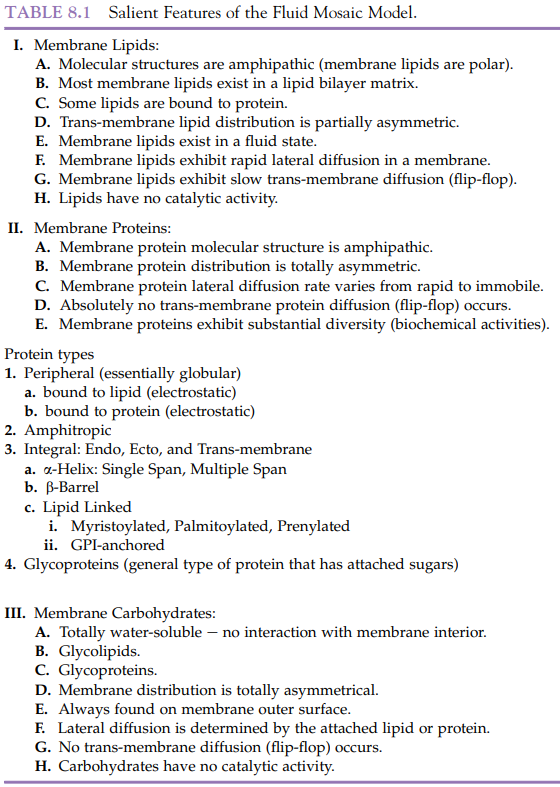 TABLE 8.1 Salient Features of the Fluid Mosaic Model.
I. Membrane Lipids:
A. Molecular structures are amphipathic (membrane lipids are polar).
B. Most membrane lipids exist in a lipid bilayer matrix.
C. Some lipids are bound to protein.
D. Trans-membrane lipid distribution is partially asymmetric.
E. Membrane lipids exist in a fluid state.
F. Membrane lipids exhibit rapid lateral diffusion in a membrane.
G. Membrane lipids exhibit slow trans-membrane diffusion (flip-flop).
H. Lipids have no catalytic activity.
II. Membrane Proteins:
A. Membrane protein molecular structure is amphipathic.
B. Membrane protein distribution is totally asymmetric.
C. Membrane protein lateral diffusion rate varies from rapid to immobile.
D. Absolutely no trans-membrane protein diffusion (flip-flop) occurs.
E. Membrane proteins exhibit substantial diversity (biochemical activities).
Protein types
1. Peripheral (essentially globular)
a. bound to lipid (electrostatic)
b. bound to protein (electrostatic)
2. Amphitropic
3. Integral: Endo, Ecto, and Trans-membrane
a. α-Helix: Single Span, Multiple Span
b. β-Barrel
c. Lipid Linked
i. Myristoylated, Palmitoylated, Prenylated
ii. GPI-anchored
4. Glycoproteins (general type of protein that has attached sugars)
III. Membrane Carbohydrates:
A. Totally water-soluble – no interaction with membrane interior.
B. Glycolipids.
C. Glycoproteins.
D. Membrane distribution is totally asymmetrical.
E. Always found on membrane outer surface.
F. Lateral diffusion is determined by the attached lipid or protein.
G. No trans-membrane diffusion (flip-flop) occurs.
H. Carbohydrates have no catalytic activity.